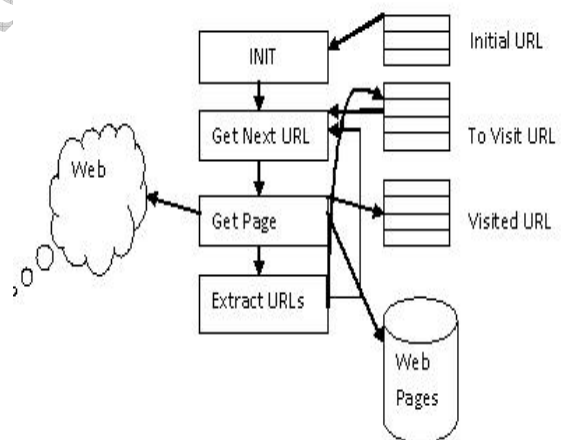 INIT
Initial URL
Get Next URL
To Visit URL
Web
Get Page
Visited URL
Extract URLs
Web
Pages